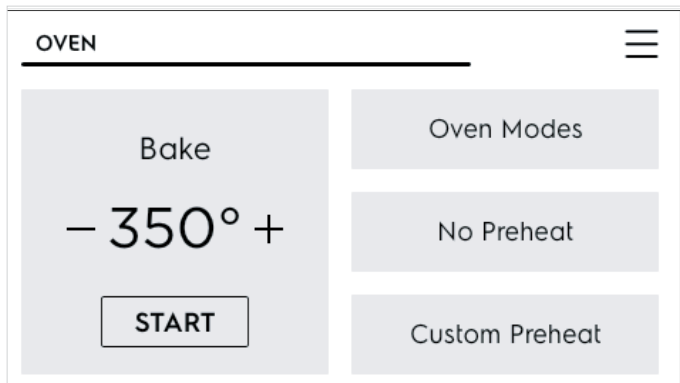 OVEN
Bake
– 350° +
START
Oven Modes
No Preheat
Custom Preheat